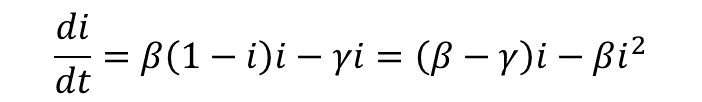 di/dt = β(1 − i)i − γi = (β − γ)i − βi²